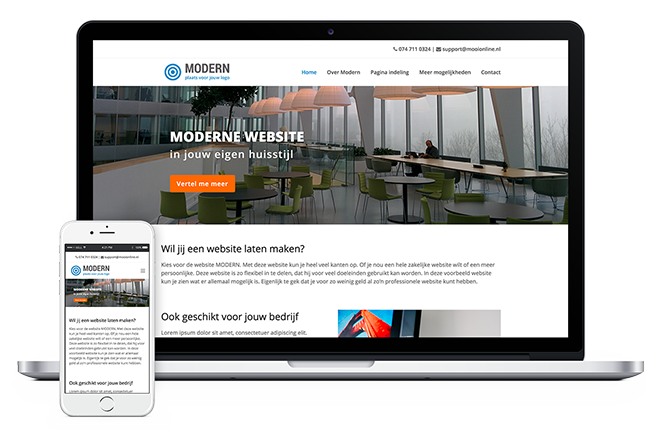 074 711 0324 | support@mooionline.nl
MODERN
plaats voor jouw logo
Home Over Modern Pagina indeling Meer mogelijkheden Contact
MODERNE WEBSITE
in jouw eigen huisstijl
Vertel me meer
Wil jij een website laten maken?
Kies voor de website MODERN. Met deze website kun je heel veel kanten op. Of je nou een hele zakelijke website wilt of een meer
persoonlijke. Deze website is zo flexibel in te delen, dat hij voor veel doeleinden gebruikt kan worden. In deze voorbeeld website
kun je zien wat er allemaal mogelijk is. Eigenlijk te gek dat je voor zo weinig geld al zo'n professionele website kunt hebben.
Ook geschikt voor jouw bedrijf
Lorem ipsum dolor sit amet, consectetuer adipiscing elit.
4:21 PM
074 711 0324 | support@mooionline.nl
MODERN
plaats voor jouw logo
MODERNE WEBSITE
in jouw eigen huisstijl
Wil jij een website laten maken?
Kies voor de website MODERN. Met deze website
kun je heel veel kanten op. Of je nou een hele
zakelijke website wilt of een meer persoonlijke.
Deze website is zo flexibel in te delen, dat hij voor
veel doeleinden gebruikt kan worden. In deze
voorbeeld website kun je zien wat er allemaal
mogelijk is. Eigenlijk te gek dat je voor zo weinig
geld al zo'n professionele website kunt hebben.
Ook geschikt voor jouw bedrijf
Lorem ipsum dolor sit amet, consectetuer